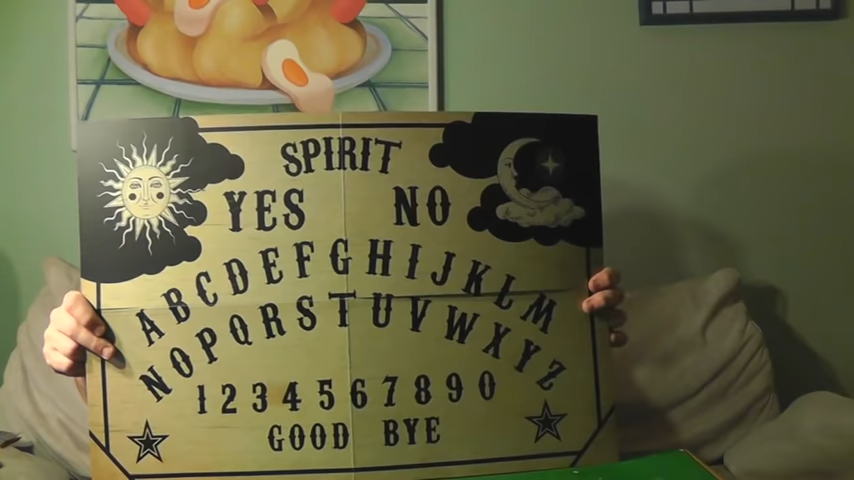 SPIRIT
YES NO
ABCDEFGHIJKLM
NOPQRSTUVWXYZ
1234567890
GOOD BYE